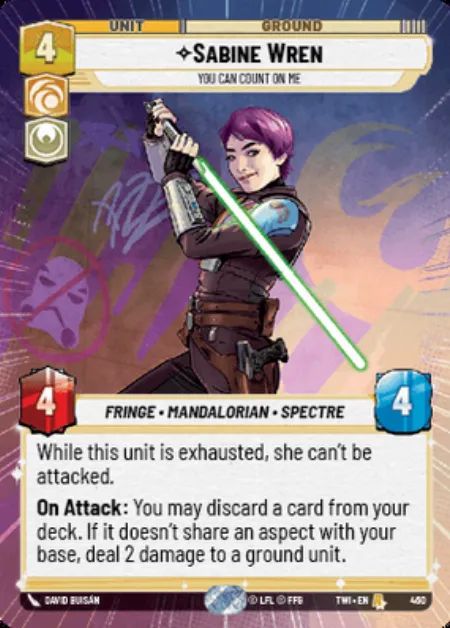 UNIT
GROUND
4
✧SABINE WREN
YOU CAN COUNT ON ME
4
4
FRINGE • MANDALORIAN • SPECTRE
While this unit is exhausted, she can't be
attacked.
On Attack: You may discard a card from your
deck. If it doesn't share an aspect with your
base, deal 2 damage to a ground unit.
DAVID BUISÁN
© LFL © FFG
TWI • EN
460